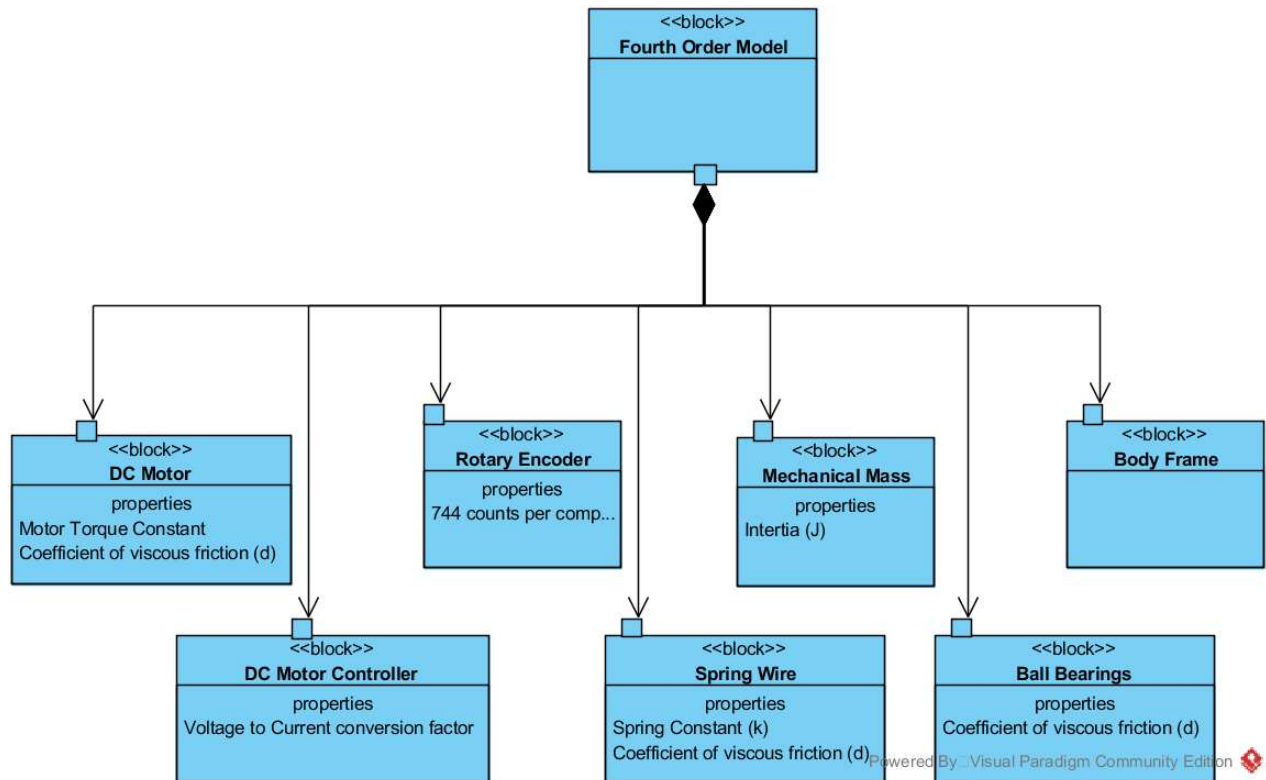 <<block>>
Fourth Order Model
<<block>>
DC Motor
properties
Motor Torque Constant
Coefficient of viscous friction (d)
<<block>>
Rotary Encoder
properties
744 counts per comp...
<<block>>
Mechanical Mass
properties
Intertia (J)
<<block>>
Body Frame
<<block>>
DC Motor Controller
properties
Voltage to Current conversion factor
<<block>>
Spring Wire
properties
Spring Constant (k)
Coefficient of viscous friction (d)
<<block>>
Ball Bearings
properties
Coefficient of viscous friction (d)
Powered By Visual Paradigm Community Edition